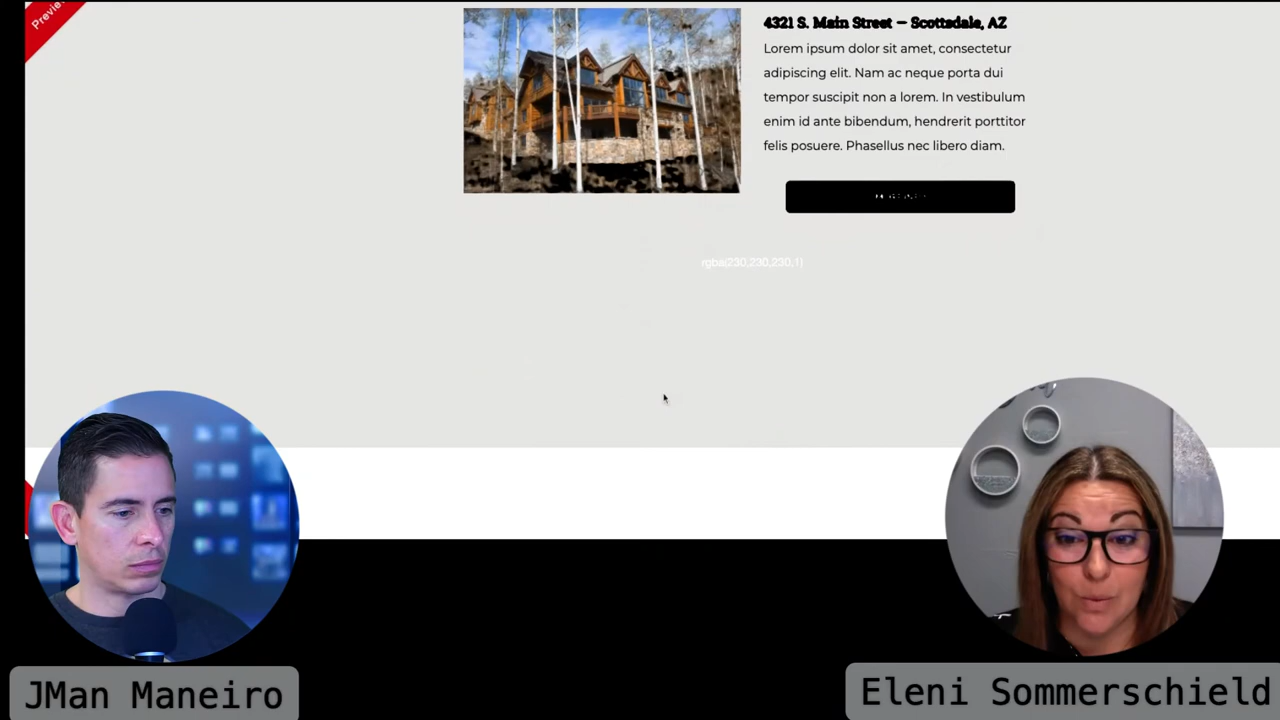 Preview
4321 S. Main Street – Scottsdale, AZ
Lorem ipsum dolor sit amet, consectetur
adipiscing elit. Nam ac neque porta dui
tempor suscipit non a lorem. In vestibulum
enim id ante bibendum, hendrerit porttitor
felis posuere. Phasellus nec libero diam.
rgba(230,230,230,1)
JMan Maneiro
Eleni Sommerschield